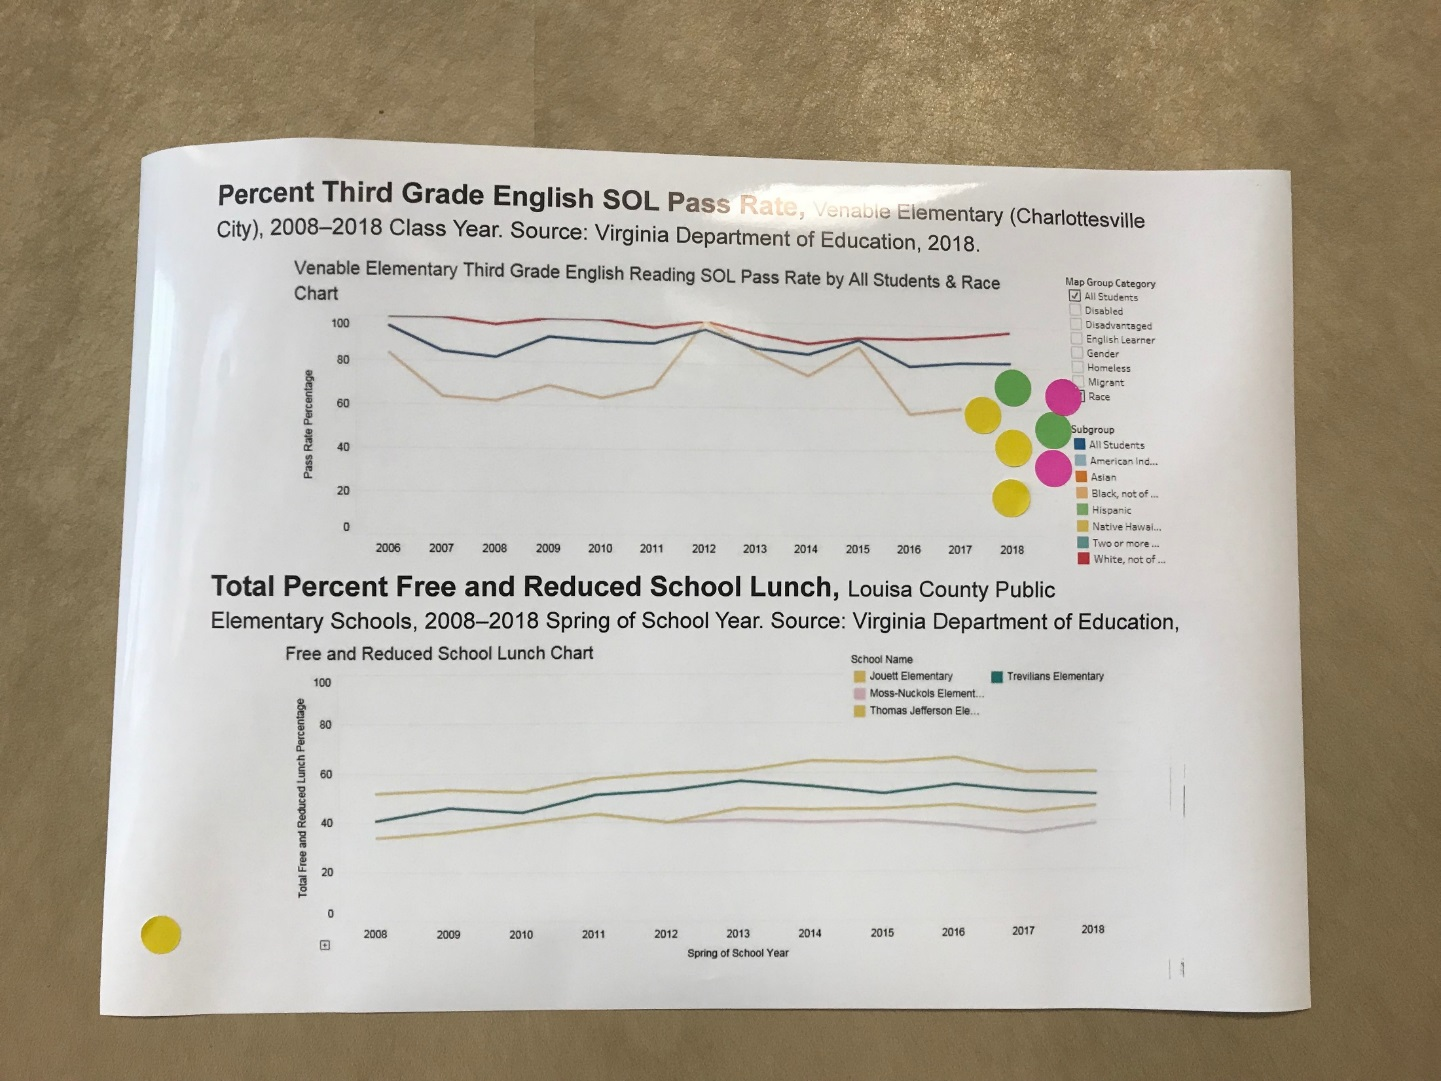 Percent Third Grade English SOL Pass Rate, Venable Elementary (Charlottesville
City), 2008–2018 Class Year. Source: Virginia Department of Education, 2018.
Venable Elementary Third Grade English Reading SOL Pass Rate by All Students & Race
Chart
Pass Rate Percentage
100
80
60
40
20
0
2006 2007 2008 2009 2010 2011 2012 2013 2014 2015 2016 2017 2018
Map Group Category
All Students
Disabled
Disadvantaged
English Learner
Gender
Homeless
Migrant
Race
Subgroup
All Students
American Ind...
Asian
Black, not of ...
Hispanic
Native Hawai...
Two or more ...
White, not of ...
Total Percent Free and Reduced School Lunch, Louisa County Public
Elementary Schools, 2008–2018 Spring of School Year. Source: Virginia Department of Education,
Free and Reduced School Lunch Chart
School Name
Jouett Elementary Trevilians Elementary
Moss-Nuckols Element...
Thomas Jefferson Ele...
Total Free and Reduced Lunch Percentage
100
80
60
40
20
0
2008 2009 2010 2011 2012 2013 2014 2015 2016 2017 2018
Spring of School Year